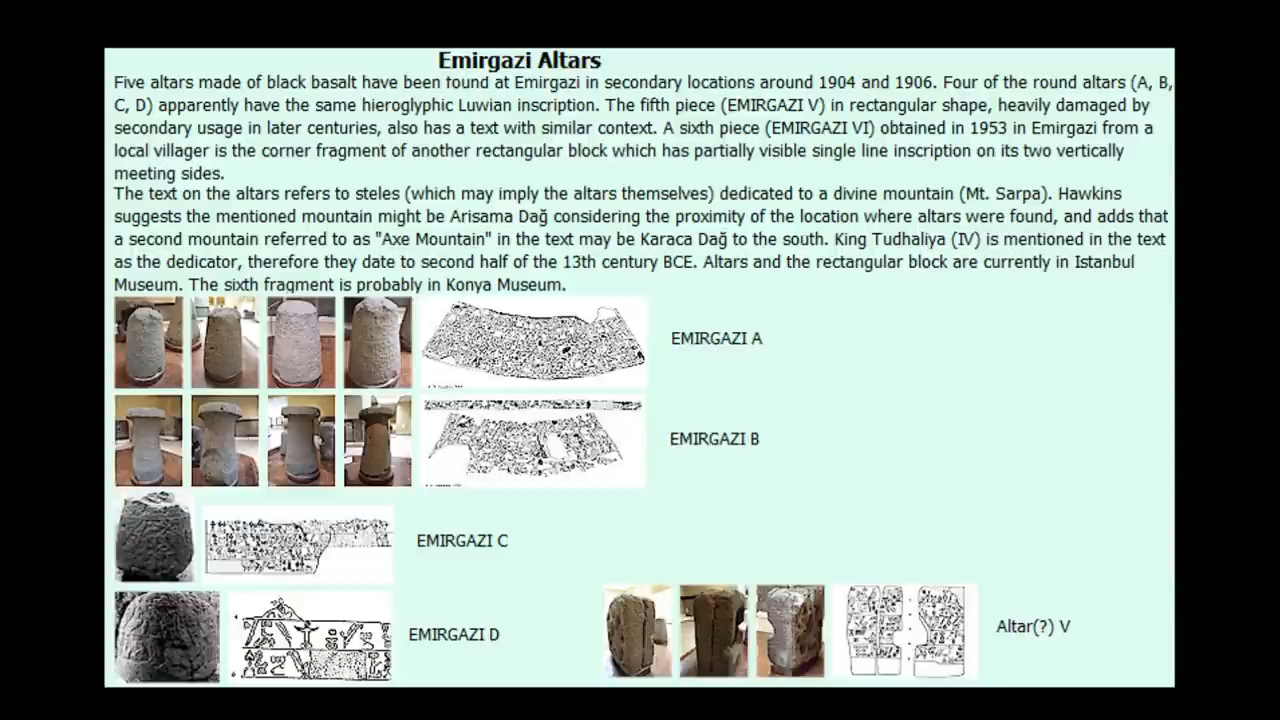 Emirgazi Altars
Five altars made of black basalt have been found at Emirgazi in secondary locations around 1904 and 1906. Four of the round altars (A, B,
C, D) apparently have the same hieroglyphic Luwian inscription. The fifth piece (EMIRGAZI V) in rectangular shape, heavily damaged by
secondary usage in later centuries, also has a text with similar context. A sixth piece (EMIRGAZI VI) obtained in 1953 in Emirgazi from a
local villager is the corner fragment of another rectangular block which has partially visible single line inscription on its two vertically
meeting sides.
The text on the altars refers to steles (which may imply the altars themselves) dedicated to a divine mountain (Mt. Sarpa). Hawkins
suggests the mentioned mountain might be Arisama Dağ considering the proximity of the location where altars were found, and adds that
a second mountain referred to as "Axe Mountain" in the text may be Karaca Dağ to the south. King Tudhaliya (IV) is mentioned in the text
as the dedicator, therefore they date to second half of the 13th century BCE. Altars and the rectangular block are currently in Istanbul
Museum. The sixth fragment is probably in Konya Museum.
EMIRGAZI A
EMIRGAZI B
EMIRGAZI C
EMIRGAZI D
Altar(?) V